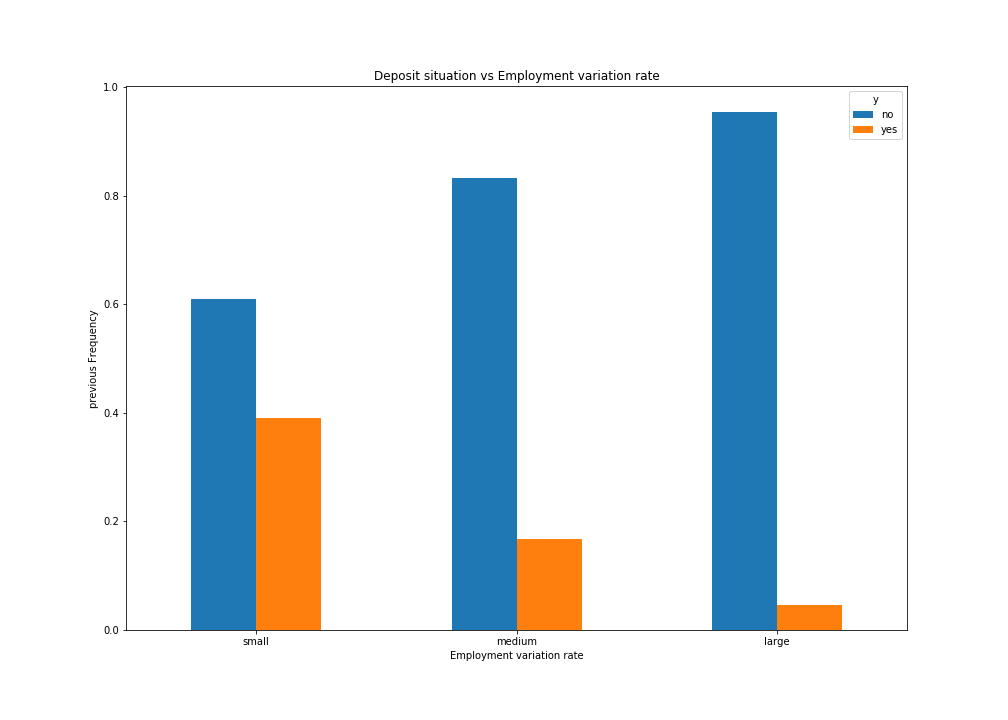 Deposit situation vs Employment variation rate
y
no
yes
previous Frequency
1.0
0.8
0.6
0.4
0.2
0.0
small medium large
Employment variation rate